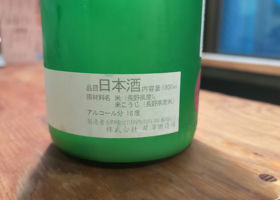 品目 日本酒 内容量 1800ml
原材料名 米(長野県産)、
米こうじ(長野県産米)
アルコール分 16度
株式会社